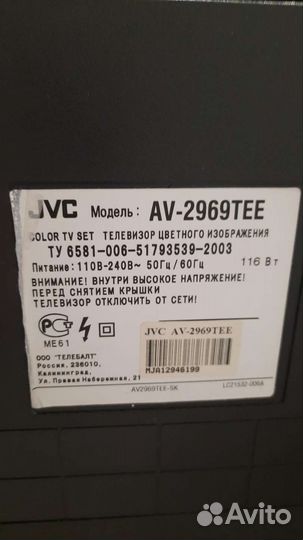 JVC Модель: AV-2969TEE
COLOR TV SET ТЕЛЕВИЗОР ЦВЕТНОГО ИЗОБРАЖЕНИЯ
ТУ 6581-006-51793539-2003
Питание: 110В-240В~ 50Гц/60Гц 116 Вт
ВНИМАНИЕ! ВНУТРИ ВЫСОКОЕ НАПРЯЖЕНИЕ!
ПЕРЕД СНЯТИЕМ КРЫШКИ
ТЕЛЕВИЗОР ОТКЛЮЧИТЬ ОТ СЕТИ!
МЕ61
ООО "ТЕЛЕБАЛТ"
Россия, 236010,
Калининград,
Ул. Правая Набережная, 21
JVC AV-2969TEE
MJA12946199
AV2969TEE-SK
LC21532-006A
Avito